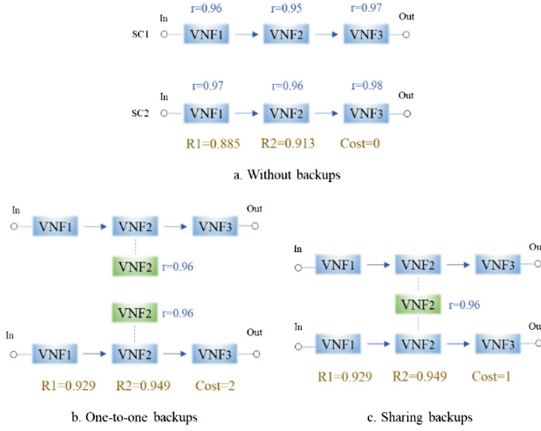 r=0.96 r=0.95 r=0.97
In Out
SC1 VNF1 VNF2 VNF3
r=0.97 r=0.96 r=0.98
In Out
SC2 VNF1 VNF2 VNF3
R1=0.885 R2=0.913 Cost=0
a. Without backups
In Out
VNF1 VNF2 VNF3
VNF2 r=0.96
VNF2 r=0.96
In Out
VNF1 VNF2 VNF3
R1=0.929 R2=0.949 Cost=2
b. One-to-one backups
In Ou
VNF1 VNF2 VNF3
VNF2 r=0.96
In Ou
VNF1 VNF2 VNF3
R1=0.929 R2=0.949 Cost=1
c. Sharing backups